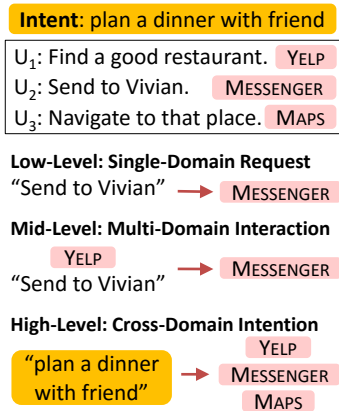 Intent: plan a dinner with friend
U1: Find a good restaurant. YELP
U2: Send to Vivian. MESSENGER
U3: Navigate to that place. MAPS
Low-Level: Single-Domain Request
“Send to Vivian” → MESSENGER
Mid-Level: Multi-Domain Interaction
YELP
“Send to Vivian” → MESSENGER
High-Level: Cross-Domain Intention
“plan a dinner
with friend” →
YELP
MESSENGER
MAPS